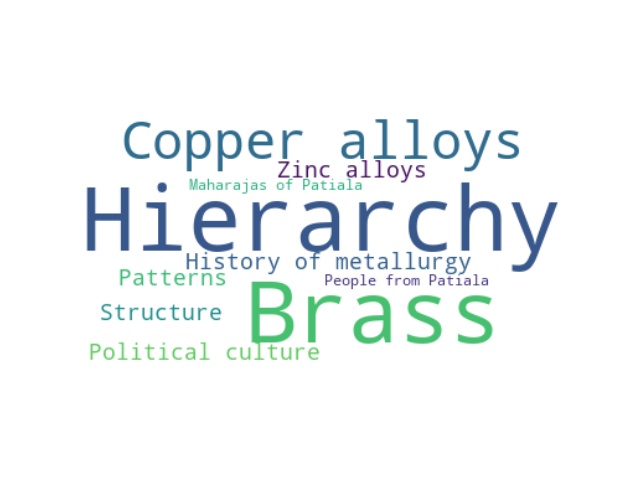 Copper alloys
Zinc alloys
Maharajas of Patiala
Hierarchy
History of metallurgy
Patterns
People from Patiala
Structure
Brass
Political culture